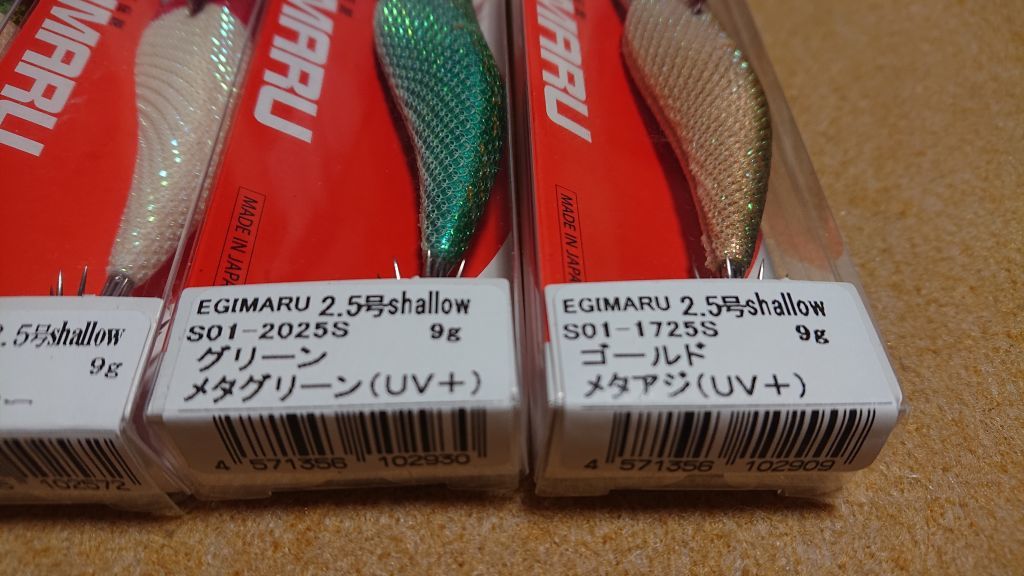 MARU
MARU
MARU
MADE IN JAPA
MADE IN JAPA
.5号shallow
9g
102572
EGIMARU 2.5号shallow
S01-2025S 9g
グリーン
メタグリーン(UV+)
4 571356 102930
EGIMARU 2.5号shallow
S01-1725S 9g
ゴールド
メタアジ(UV+)
4 571356 102909